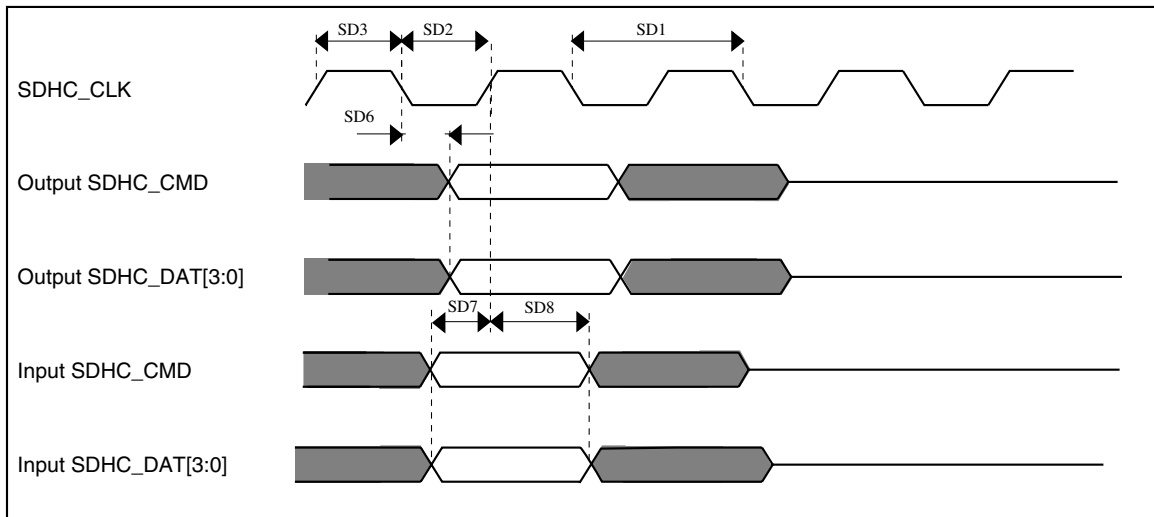 SD3 SD2 SD1
SDHC_CLK
SD6
Output SDHC_CMD
Output SDHC_DAT[3:0]
SD7 SD8
Input SDHC_CMD
Input SDHC_DAT[3:0]